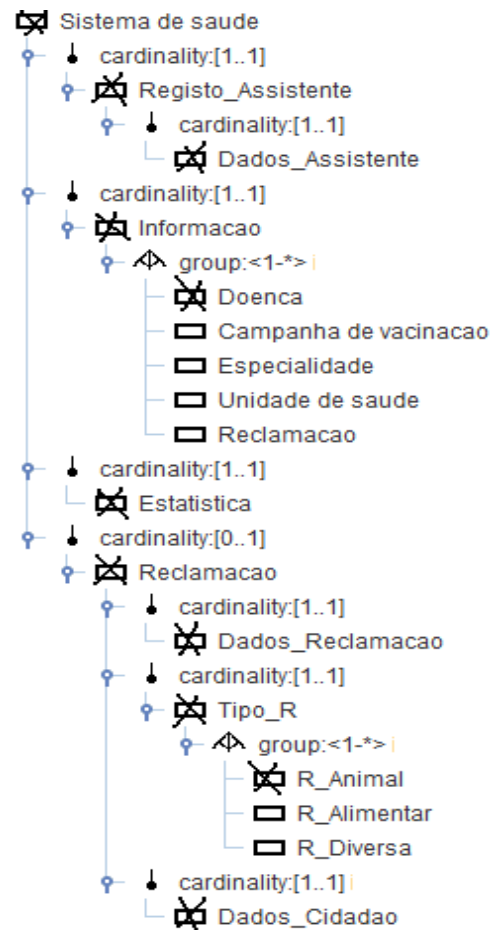 Sistema de saude
cardinality:[1..1]
Registo_Assistente
cardinality:[1..1]
Dados_Assistente
cardinality:[1..1]
Informacao
group:<1-*> i
Doenca
Campanha de vacinacao
Especialidade
Unidade de saude
Reclamacao
cardinality:[1..1]
Estatistica
cardinality:[0..1]
Reclamacao
cardinality:[1..1]
Dados_Reclamacao
cardinality:[1..1]
Tipo_R
group:<1-*> i
R_Animal
R_Alimentar
R_Diversa
cardinality:[1..1] i
Dados_Cidadao